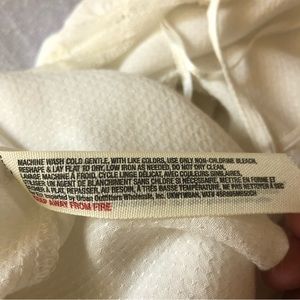 MACHINE WASH COLD GENTLE, WITH LIKE COLORS, USE ONLY NON-CHLORINE BLEACH,
RESHAPE & LAY FLAT TO DRY, LOW IRON AS NEEDED, DO NOT DRY CLEAN.
LAVAGE MACHINE À FROID, CYCLE LINGE DÉLICAT, AVEC COULEURS SIMILAIRES,
UTILISER UN AGENT DE BLANCHIMENT SANS CHLORE SI NÉCESSAIRE, METTRE EN FORME ET
À PLAT, REPASSER, AU BESOIN, À TRÈS BASSE TEMPÉRATURE, NE PAS NETTOYER À SEC
imported by Urban Outfitters Wholesale, Inc.
AWAY FROM FIRE